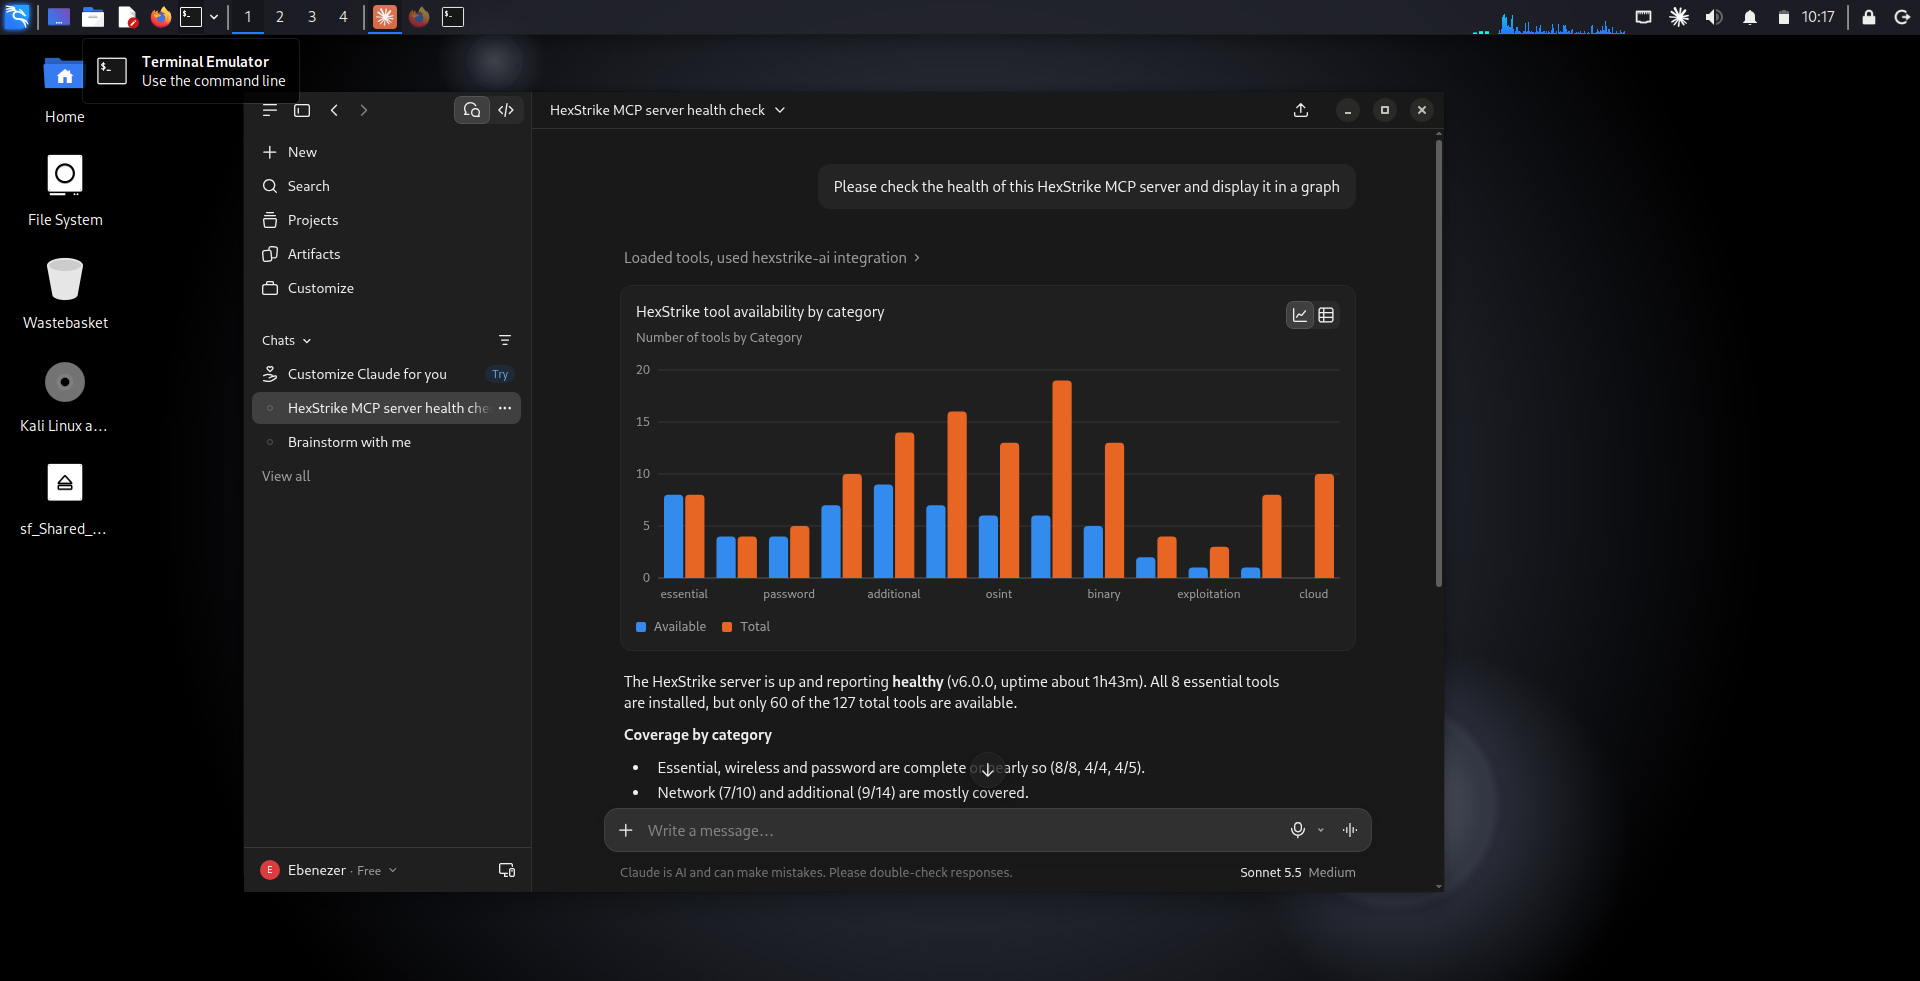 1 2 3 4
10:17
Terminal Emulator
Use the command line
Home
File System
Wastebasket
Kali Linux a...
sf_Shared_...
New
Search
Projects
Artifacts
Customize
Chats
Customize Claude for you Try
HexStrike MCP server health che
Brainstorm with me
View all
E Ebenezer · Free
HexStrike MCP server health check
Please check the health of this HexStrike MCP server and display it in a graph
Loaded tools, used hexstrike-ai integration
HexStrike tool availability by category
Number of tools by Category
20
15
10
5
0
essential password additional osint binary exploitation cloud
Available Total
The HexStrike server is up and reporting healthy (v6.0.0, uptime about 1h43m). All 8 essential tools
are installed, but only 60 of the 127 total tools are available.
Coverage by category
• Essential, wireless and password are complete or nearly so (8/8, 4/4, 4/5).
• Network (7/10) and additional (9/14) are mostly covered.
Write a message...
Claude is AI and can make mistakes. Please double-check responses.
Sonnet 5.5 Medium